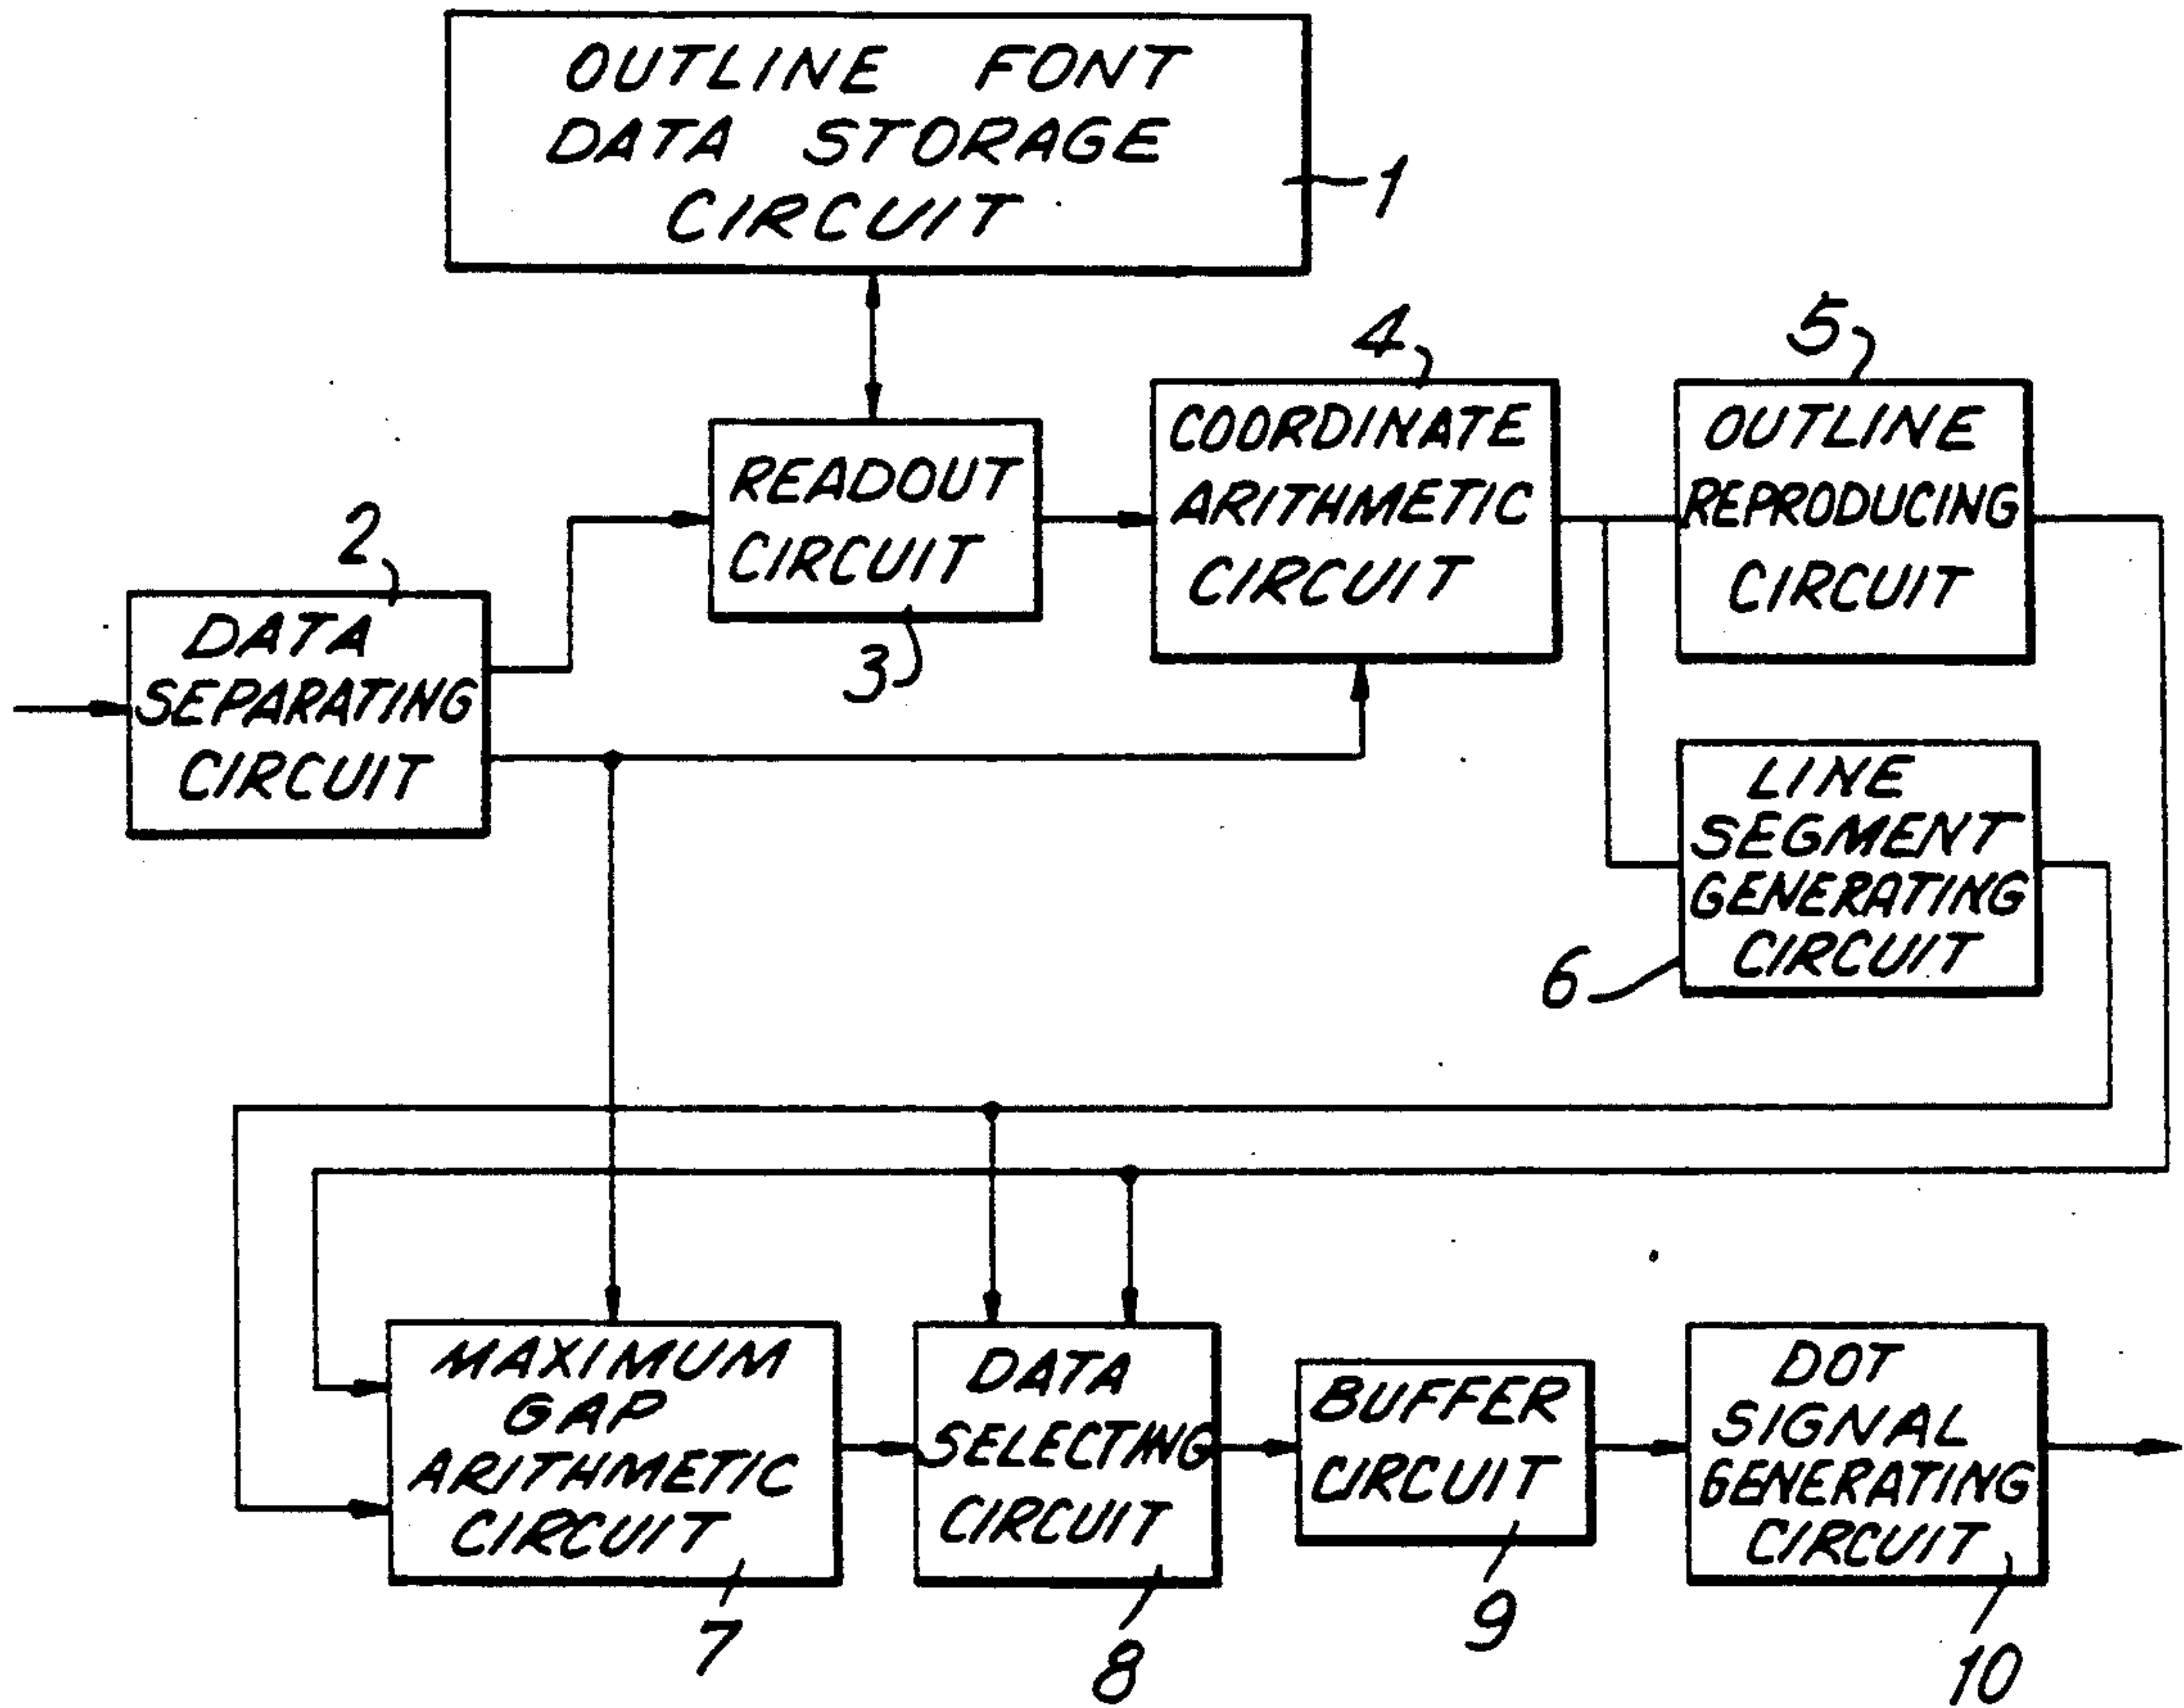 OUTLINE FONT
DATA STORAGE
CIRCUIT
1
2
DATA
SEPARATING
CIRCUIT
READOUT
CIRCUIT
3
4
COORDINATE
ARITHMETIC
CIRCUIT
5
OUTLINE
REPRODUCING
CIRCUIT
LINE
SEGMENT
GENERATING
CIRCUIT
6
MAXIMUM
GAP
ARITHMETIC
CIRCUIT
7
DATA
SELECTING
CIRCUIT
8
BUFFER
CIRCUIT
9
DOT
SIGNAL
GENERATING
CIRCUIT
10